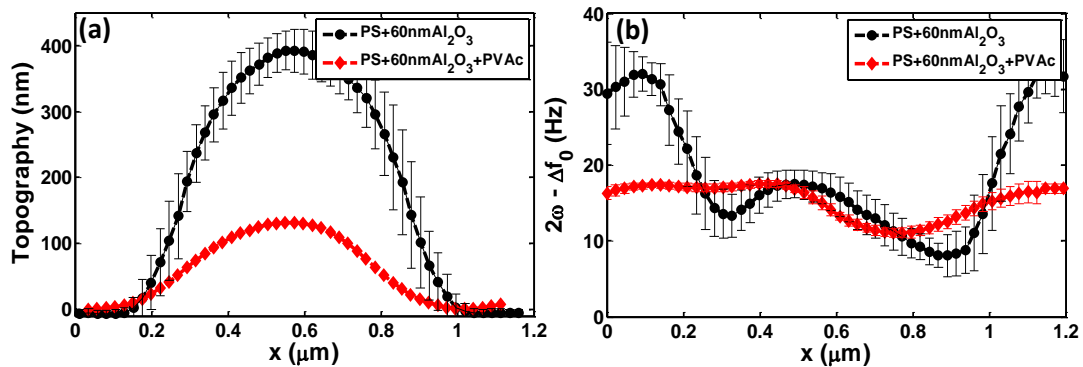 (a)
PS+60nmAl₂O₃
PS+60nmAl₂O₃+PVAc
400
300
200
100
0
Topography (nm)
0
0.2
0.4
0.6
0.8
1
1.2
x (μm)
(b)
PS+60nmAl₂O₃
PS+60nmAl₂O₃+PVAc
40
30
20
10
0
2ω - Δf₀ (Hz)
0
0.2
0.4
0.6
0.8
1
1.2
x (μm)